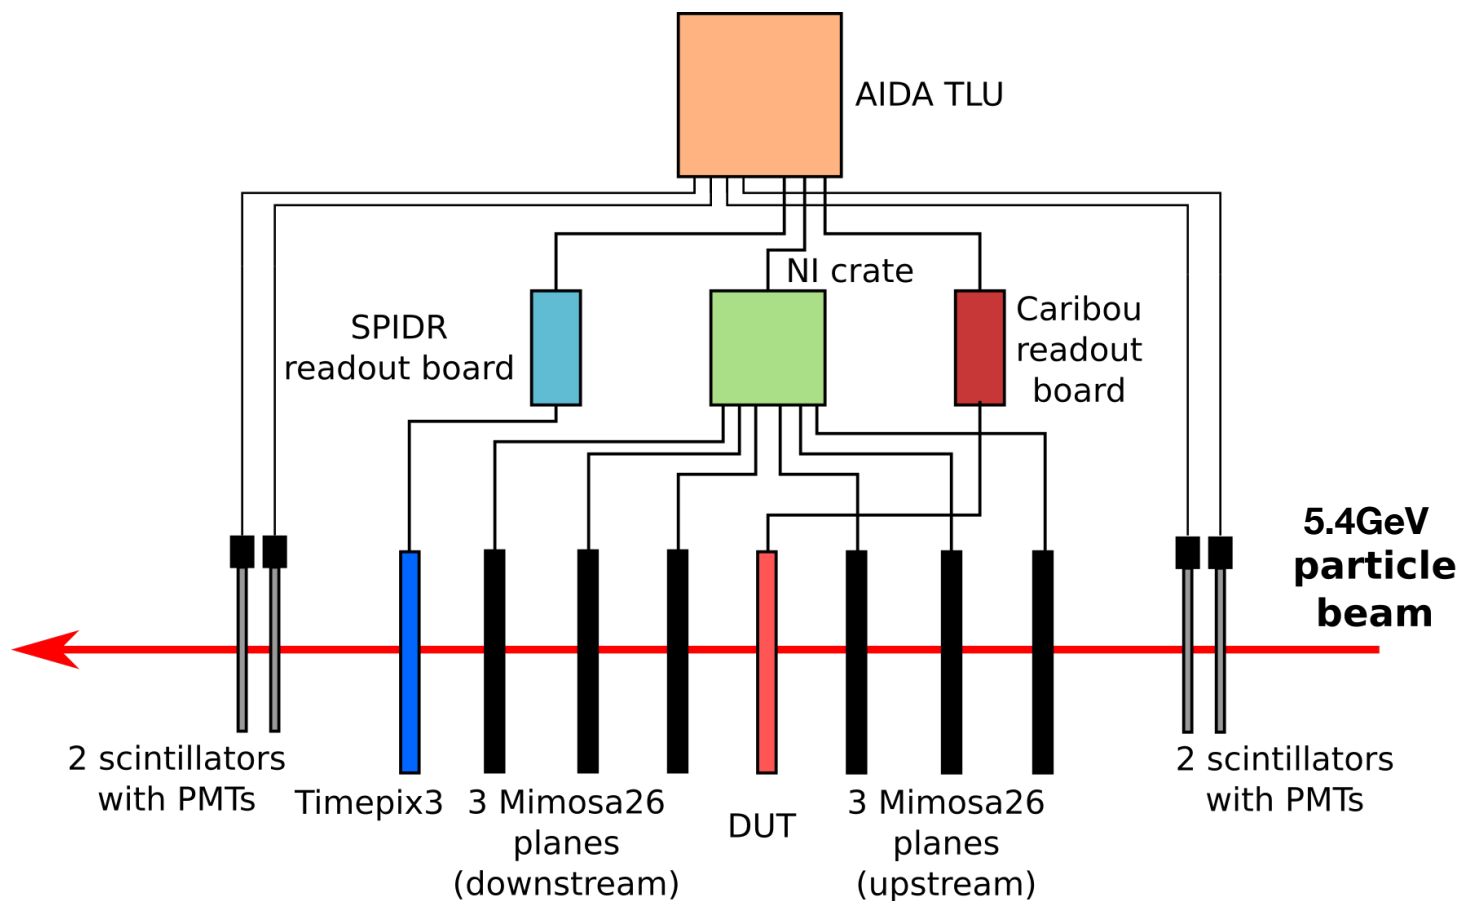 AIDA TLU
NI crate
SPIDR
readout board
Caribou
readout
board
5.4GeV
particle
beam
2 scintillators
with PMTs
Timepix3
3 Mimosa26
planes
(downstream)
DUT
3 Mimosa26
planes
(upstream)
2 scintillators
with PMTs